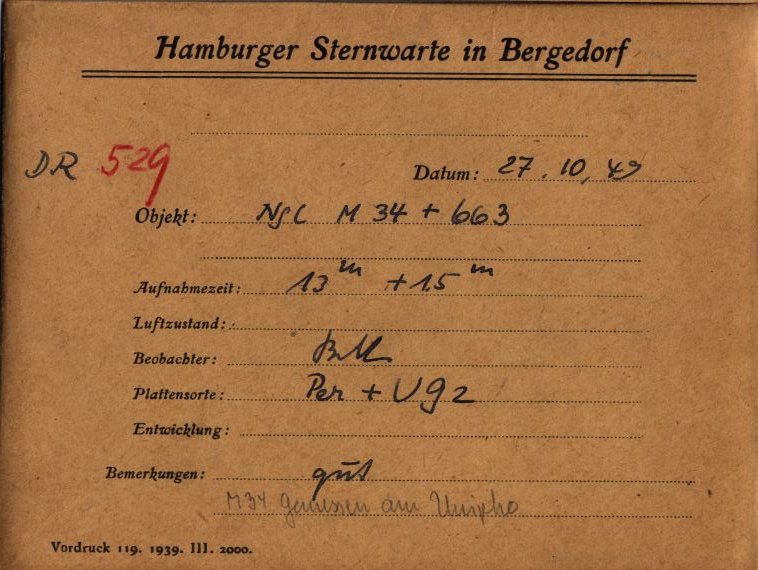 Hamburger Sternwarte in Bergedorf
DR 529
Datum: 27. 10. 49
Objekt: NGC M 34 + 663
Aufnahmezeit: 13m + 15m
Luftzustand:
Beobachter:
Plattensorte: Per + UG2
Entwicklung:
Bemerkungen: gut
M34 gemessen am Unipho
Vordruck 119. 1939. III. 2000.